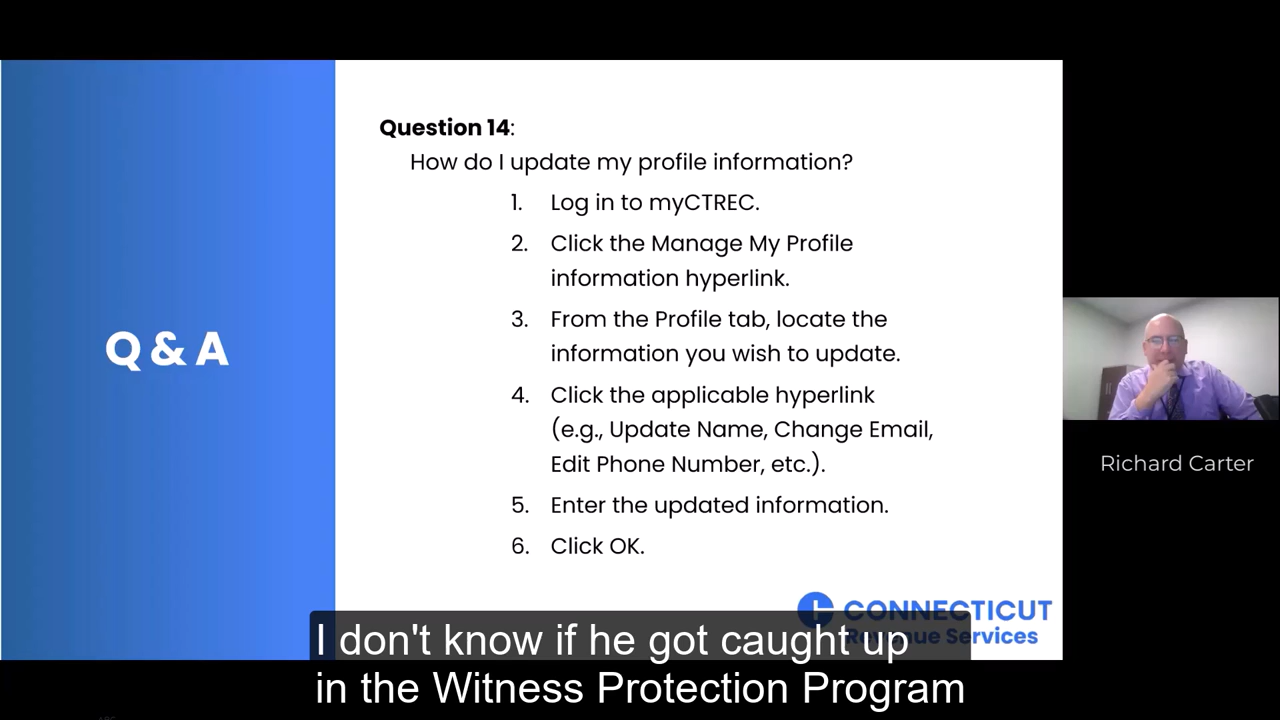 Question 14:
How do I update my profile information?
1. Log in to myCTREC.
2. Click the Manage My Profile
information hyperlink.
3. From the Profile tab, locate the
information you wish to update.
4. Click the applicable hyperlink
(e.g., Update Name, Change Email,
Edit Phone Number, etc.).
5. Enter the updated information.
6. Click OK.
Q & A
Richard Carter
CONNECTICUT
Revenue Services
I don't know if he got caught up
in the Witness Protection Program